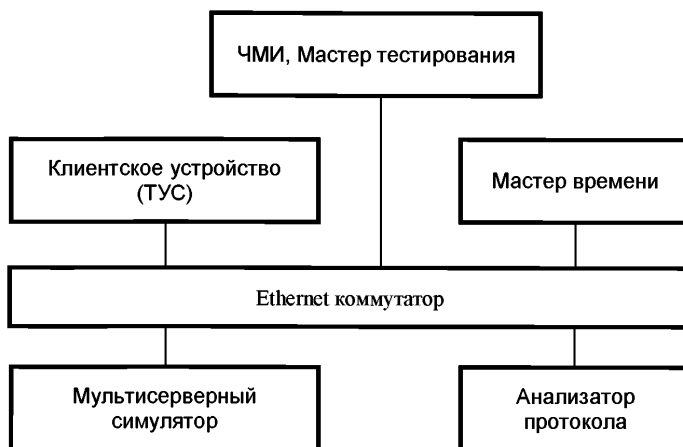 ЧМИ, Мастер тестирования
Клиентское устройство
(ТУС)
Мастер времени
Ethernet коммутатор
Мультисерверный
симулятор
Анализатор
протокола